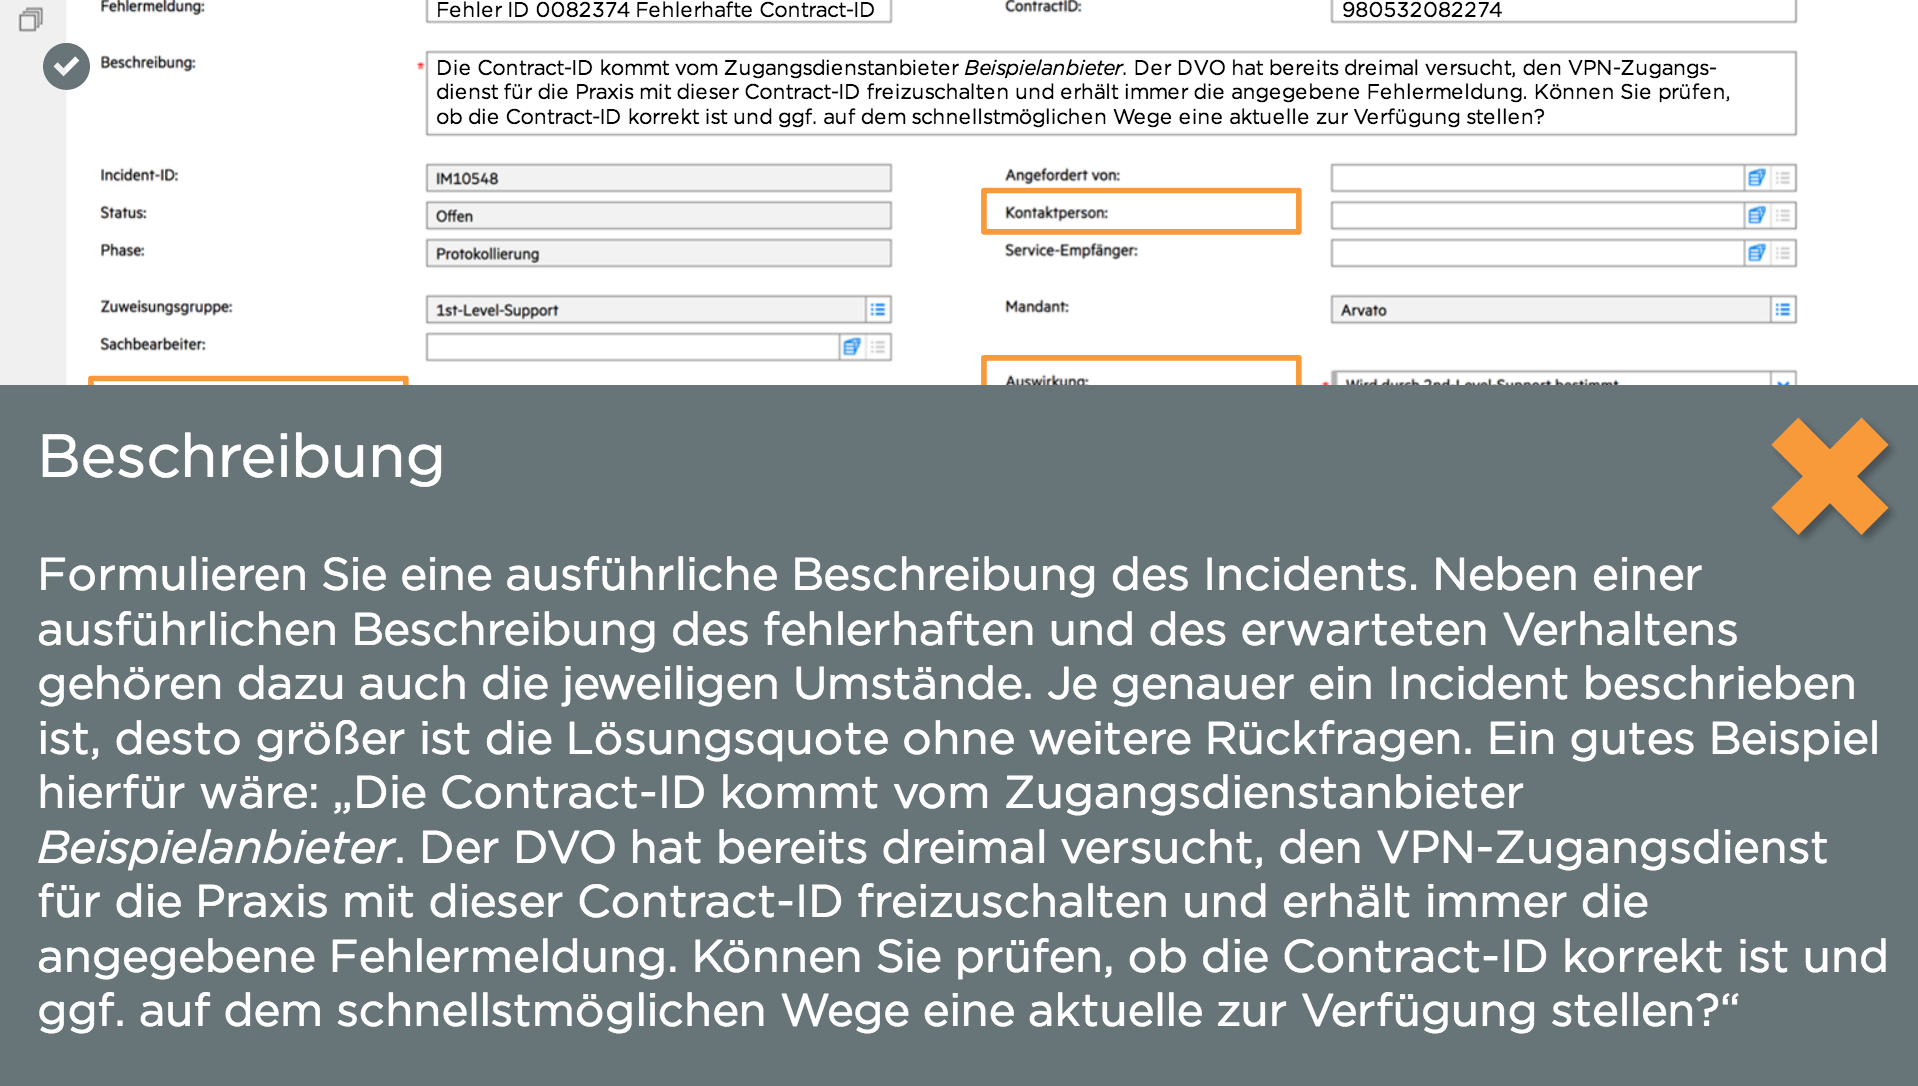 Fehlermeldung: Fehler ID 0082374 Fehlerhafte Contract-ID ContractID: 980532082274
Beschreibung: * Die Contract-ID kommt vom Zugangsdienstanbieter Beispielanbieter. Der DVO hat bereits dreimal versucht, den VPN-Zugangs-
dienst für die Praxis mit dieser Contract-ID freizuschalten und erhält immer die angegebene Fehlermeldung. Können Sie prüfen,
ob die Contract-ID korrekt ist und ggf. auf dem schnellstmöglichen Wege eine aktuelle zur Verfügung stellen?
Incident-ID: IM10548 Angefordert von:
Status: Offen Kontaktperson:
Phase: Protokollierung Service-Empfänger:
Zuweisungsgruppe: 1st-Level-Support Mandant: Arvato
Sachbearbeiter:
Auswirkung: * Wird durch 2nd-Level-Support bestimmt
Beschreibung
Formulieren Sie eine ausführliche Beschreibung des Incidents. Neben einer
ausführlichen Beschreibung des fehlerhaften und des erwarteten Verhaltens
gehören dazu auch die jeweiligen Umstände. Je genauer ein Incident beschrieben
ist, desto größer ist die Lösungsquote ohne weitere Rückfragen. Ein gutes Beispiel
hierfür wäre: „Die Contract-ID kommt vom Zugangsdienstanbieter
Beispielanbieter. Der DVO hat bereits dreimal versucht, den VPN-Zugangsdienst
für die Praxis mit dieser Contract-ID freizuschalten und erhält immer die
angegebene Fehlermeldung. Können Sie prüfen, ob die Contract-ID korrekt ist und
ggf. auf dem schnellstmöglichen Wege eine aktuelle zur Verfügung stellen?“